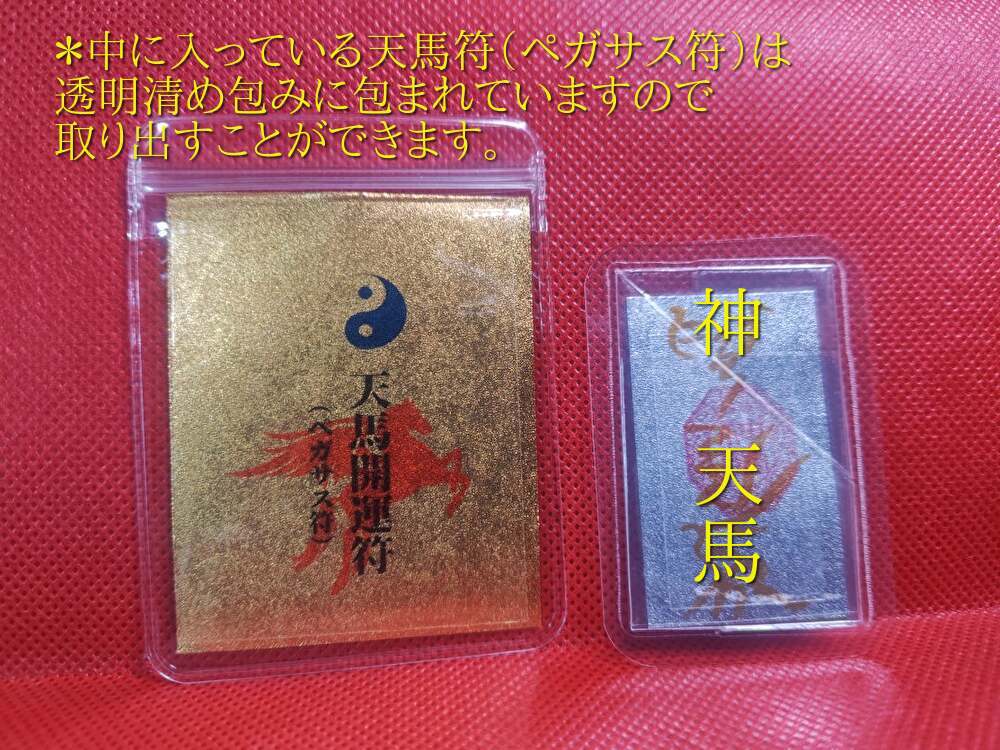 ＊中に入っている天馬符（ペガサス符）は
透明清め包みに包まれていますので
取り出すことができます。
天馬開運符
（ペガサス符）
神 天馬